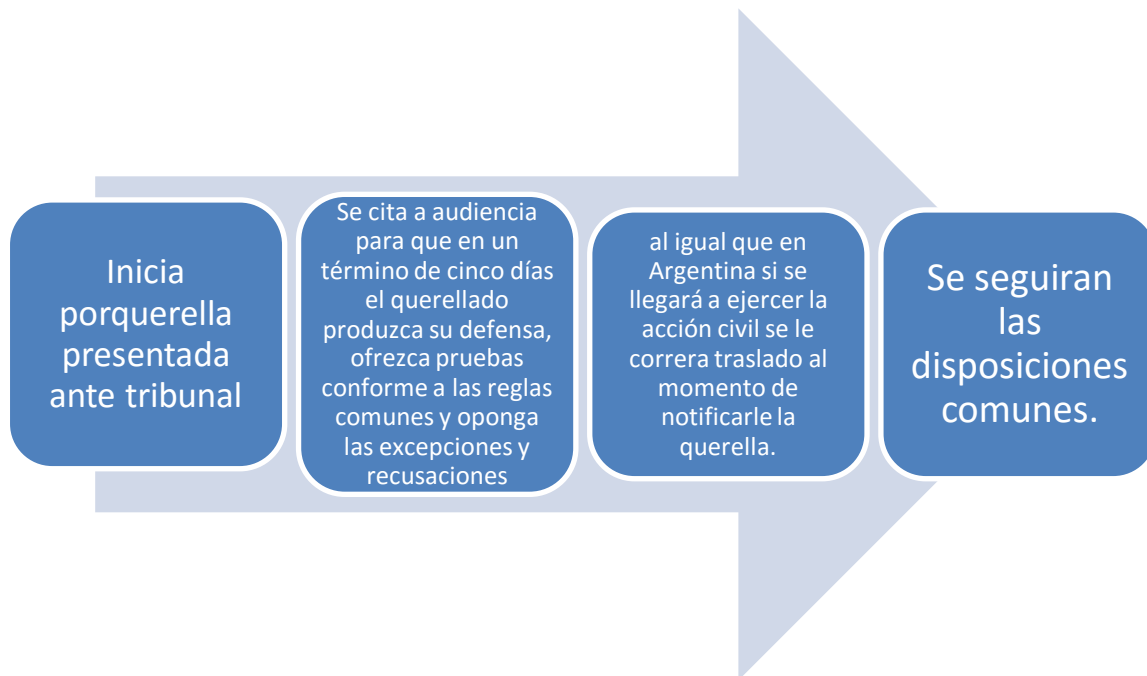 Inicia
porquerella
presentada
ante tribunal
Se cita a audiencia
para que en un
término de cinco días
el querellado
produzca su defensa,
ofrezca pruebas
conforme a las reglas
comunes y oponga
las excepciones y
recusaciones
al igual que en
Argentina si se
llegará a ejercer la
acción civil se le
correra traslado al
momento de
notificarle la
querella.
Se seguiran
las
disposiciones
comunes.